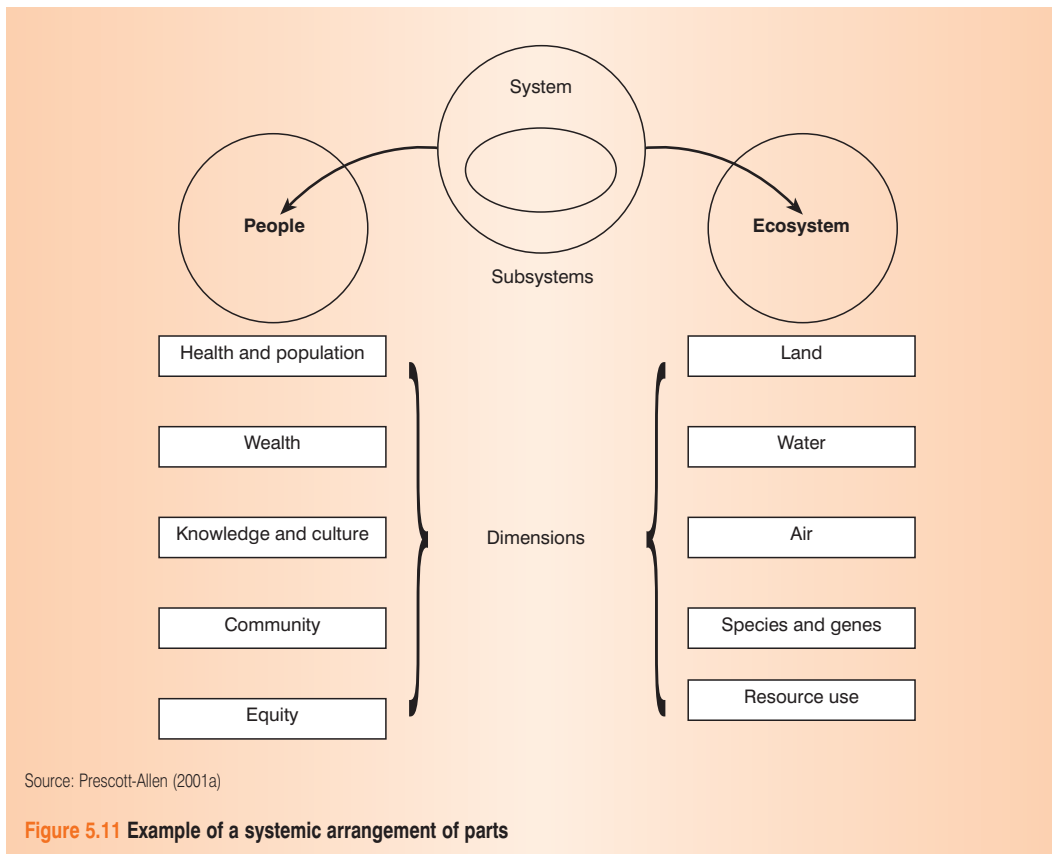 System
People
Ecosystem
Subsystems
Health and population
Land
Wealth
Water
Knowledge and culture
Dimensions
Air
Community
Species and genes
Equity
Resource use
Source: Prescott-Allen (2001a)
Figure 5.11 Example of a systemic arrangement of parts